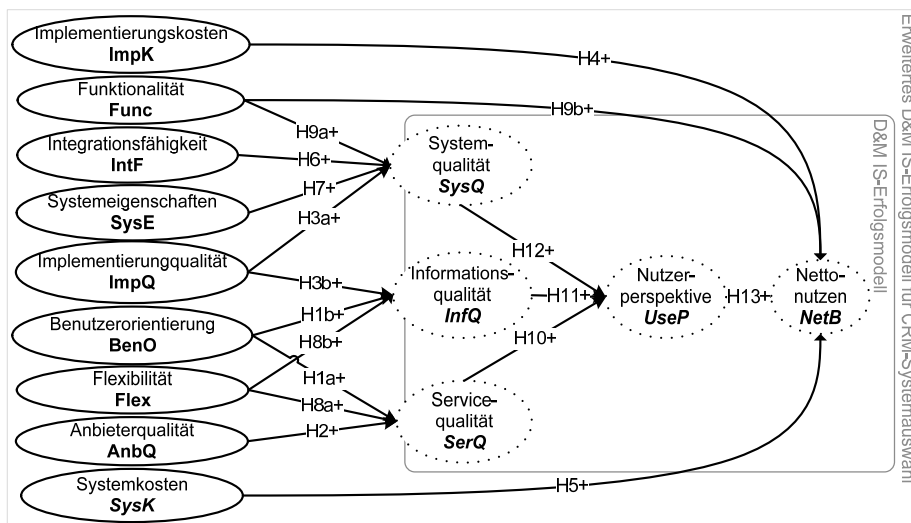 Implementierungskosten
ImpK
Funktionalität
Func
Integrationsfähigkeit
IntF
Systemeigenschaften
SysE
Implementierungqualität
ImpQ
Benutzerorientierung
BenO
Flexibilität
Flex
Anbieterqualität
AnbQ
Systemkosten
SysK
H4+
H9b+
H9a+
H6+
H7+
H3a+
H3b+
H1b+
H8b+
H1a+
H8a+
H2+
H5+
System-
qualität
SysQ
Informations-
qualität
InfQ
Service-
qualität
SerQ
H12+
H11+
H10+
Nutzer-
perspektive
UseP
H13+
Netto-
nutzen
NetB
D&M IS-Erfolgsmodell
Erweitertes D&M IS-Erfolgsmodell für CRM-Systemauswahl